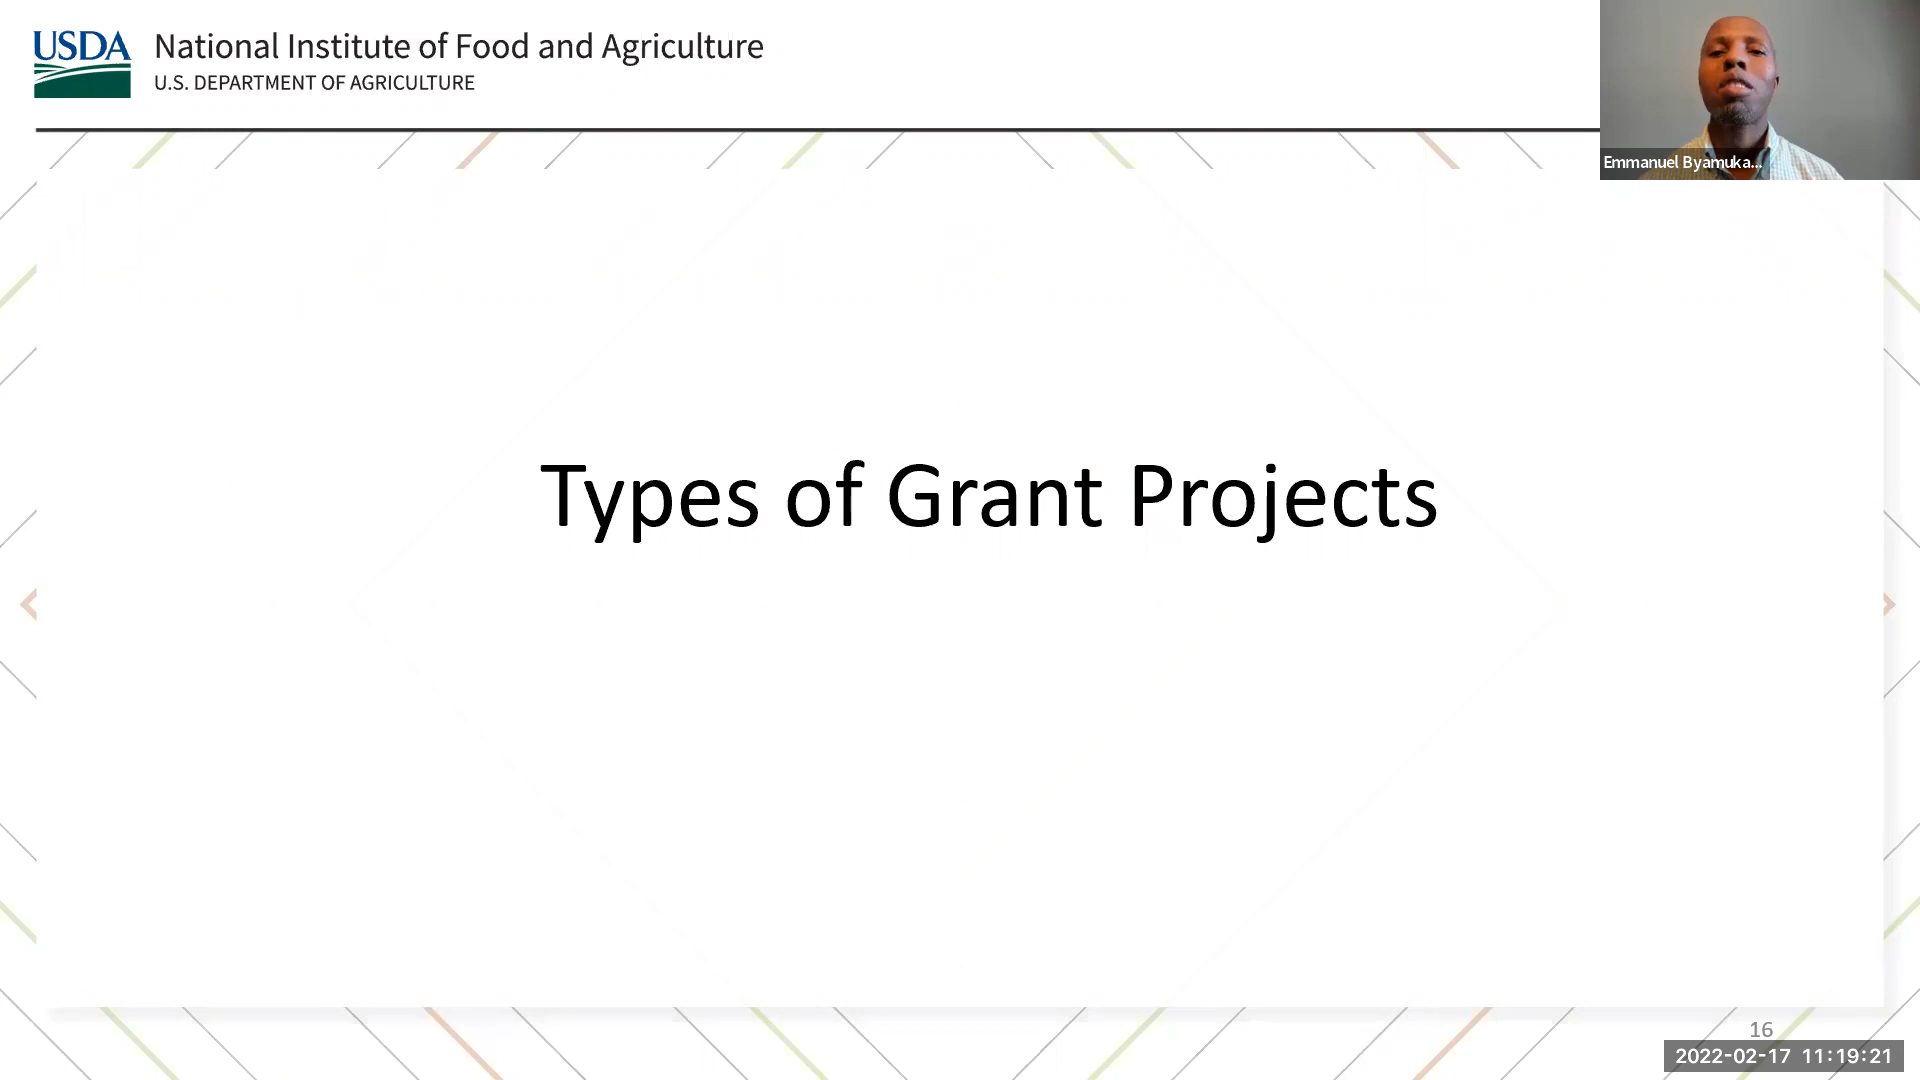 USDA
National Institute of Food and Agriculture
U.S. DEPARTMENT OF AGRICULTURE
Emmanuel Byamuka...
Types of Grant Projects
16
2022-02-17 11:19:21